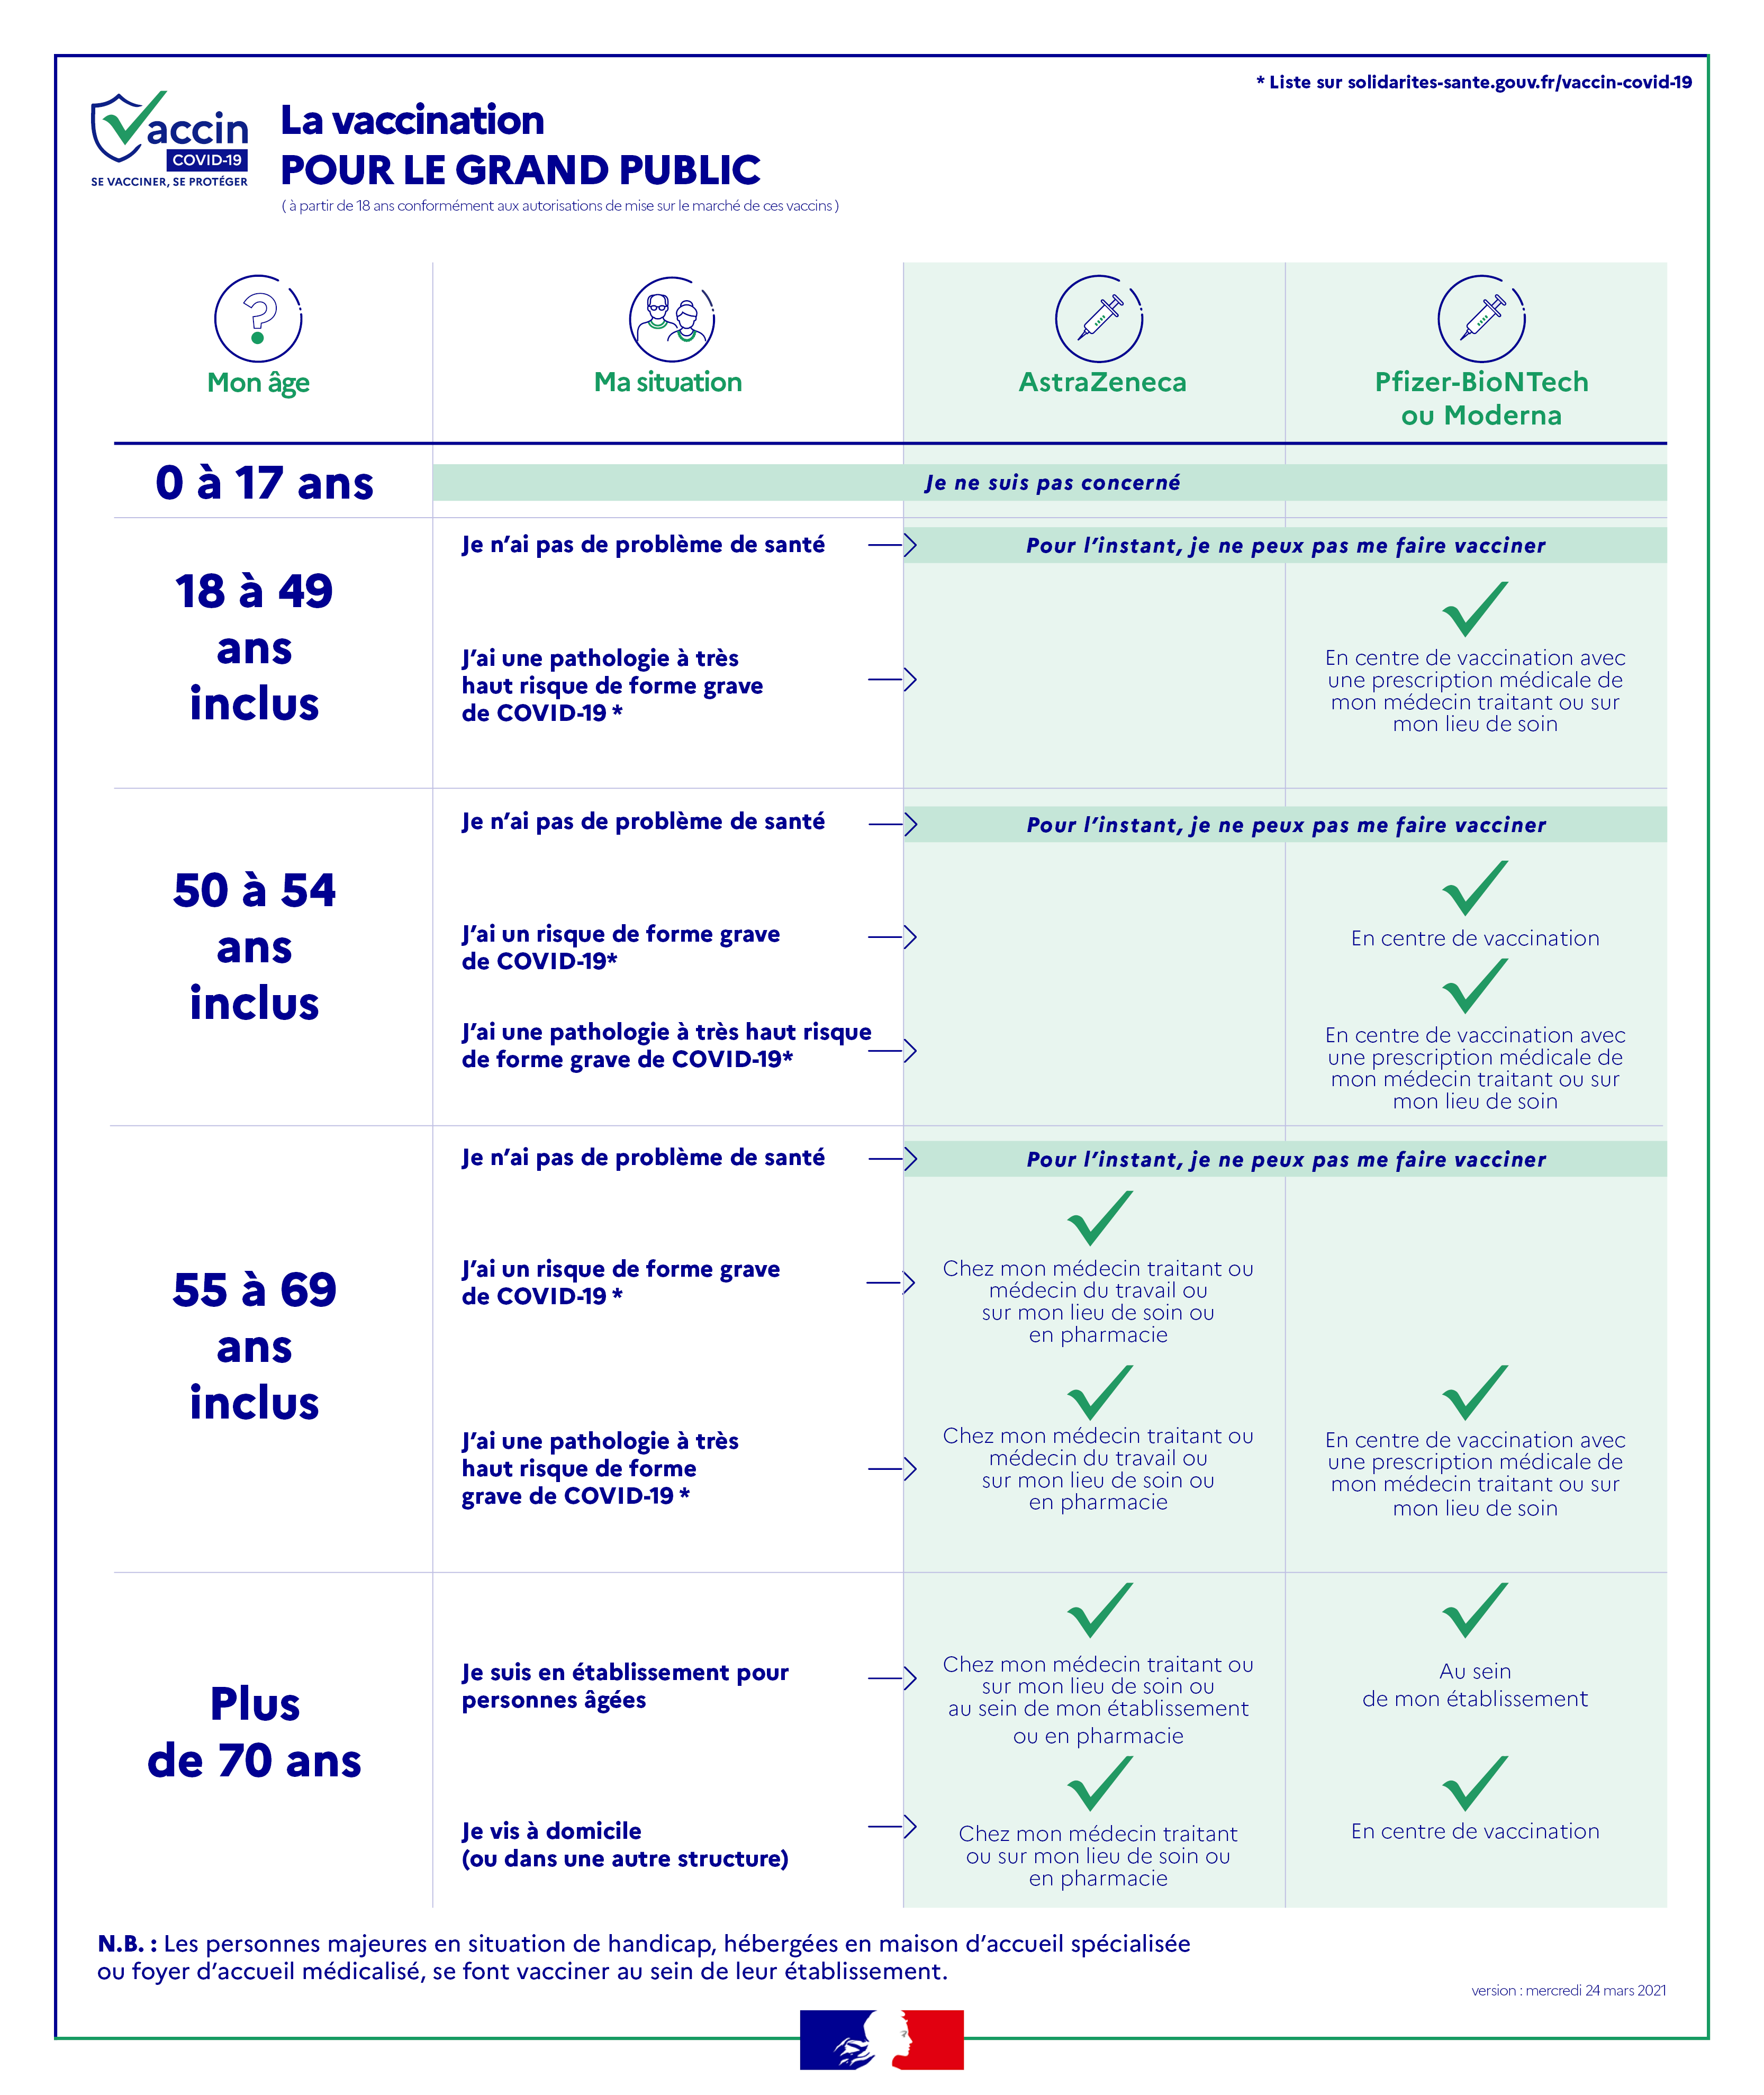 * Liste sur solidarites-sante.gouv.fr/vaccin-covid-19
Vaccin
COVID-19
SE VACCINER, SE PROTÉGER
La vaccination
POUR LE GRAND PUBLIC
( à partir de 18 ans conformément aux autorisations de mise sur le marché de ces vaccins )
Mon âge
Ma situation
AstraZeneca
Pfizer-BioNTech
ou Moderna
0 à 17 ans
Je ne suis pas concerné
18 à 49
ans
inclus
Je n'ai pas de problème de santé
Pour l'instant, je ne peux pas me faire vacciner
J'ai une pathologie à très
haut risque de forme grave
de COVID-19 *
En centre de vaccination avec
une prescription médicale de
mon médecin traitant ou sur
mon lieu de soin
50 à 54
ans
inclus
Je n'ai pas de problème de santé
Pour l'instant, je ne peux pas me faire vacciner
J'ai un risque de forme grave
de COVID-19*
En centre de vaccination
J'ai une pathologie à très haut risque
de forme grave de COVID-19*
En centre de vaccination avec
une prescription médicale de
mon médecin traitant ou sur
mon lieu de soin
55 à 69
ans
inclus
Je n'ai pas de problème de santé
Pour l'instant, je ne peux pas me faire vacciner
J'ai un risque de forme grave
de COVID-19 *
Chez mon médecin traitant ou
médecin du travail ou
sur mon lieu de soin ou
en pharmacie
J'ai une pathologie à très
haut risque de forme
grave de COVID-19 *
Chez mon médecin traitant ou
médecin du travail ou
sur mon lieu de soin ou
en pharmacie
En centre de vaccination avec
une prescription médicale de
mon médecin traitant ou sur
mon lieu de soin
Plus
de 70 ans
Je suis en établissement pour
personnes âgées
Chez mon médecin traitant ou
sur mon lieu de soin ou
au sein de mon établissement
ou en pharmacie
Au sein
de mon établissement
Je vis à domicile
(ou dans une autre structure)
Chez mon médecin traitant
ou sur mon lieu de soin ou
en pharmacie
En centre de vaccination
N.B. : Les personnes majeures en situation de handicap, hébergées en maison d'accueil spécialisée
ou foyer d'accueil médicalisé, se font vacciner au sein de leur établissement.
version : mercredi 24 mars 2021